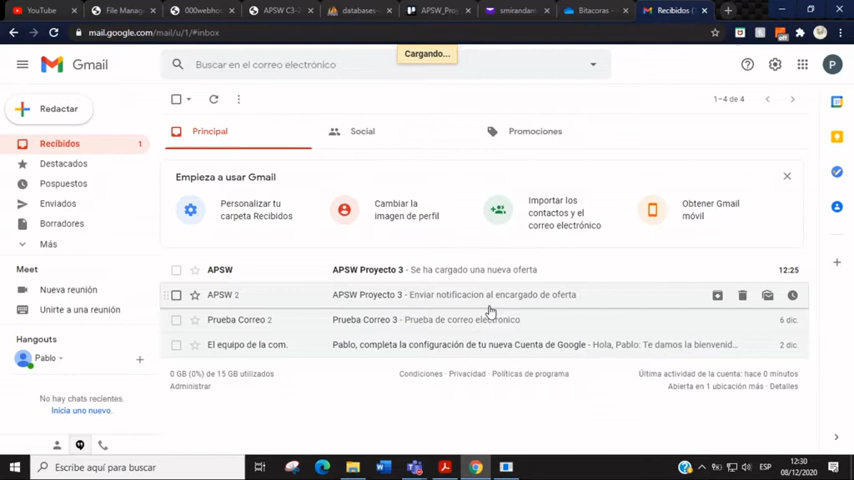 YouTube
File Manag
000webho
APSW C3-
databases-
APSW_Proy
smirandam
Bitacoras -
Recibidos (
mail.google.com/mail/u/1/#inbox
Cargando...
Gmail
Buscar en el correo electrónico
P
Redactar
1–4 de 4
Recibidos 1
Principal
Social
Promociones
Destacados
Pospuestos
Enviados
Borradores
Más
Empieza a usar Gmail
Personalizar tu
carpeta Recibidos
Cambiar la
imagen de perfil
Importar los
contactos y el
correo electrónico
Obtener Gmail
móvil
Meet
Nueva reunión
Unirte a una reunión
Hangouts
Pablo
No hay chats recientes.
Inicia uno nuevo.
APSW APSW Proyecto 3 - Se ha cargado una nueva oferta 12:25
APSW 2 APSW Proyecto 3 - Enviar notificacion al encargado de oferta
Prueba Correo 2 Prueba Correo 3 - Prueba de correo electronico 6 dic.
El equipo de la com. Pablo, completa la configuración de tu nueva Cuenta de Google - Hola, Pablo: Te damos la bienvenid... 2 dic.
0 GB (0%) de 15 GB utilizados
Administrar
Condiciones · Privacidad · Políticas de programa
Última actividad de la cuenta: hace 0 minutos
Abierta en 1 ubicación más · Detalles
Escribe aquí para buscar
ESP
12:30
08/12/2020